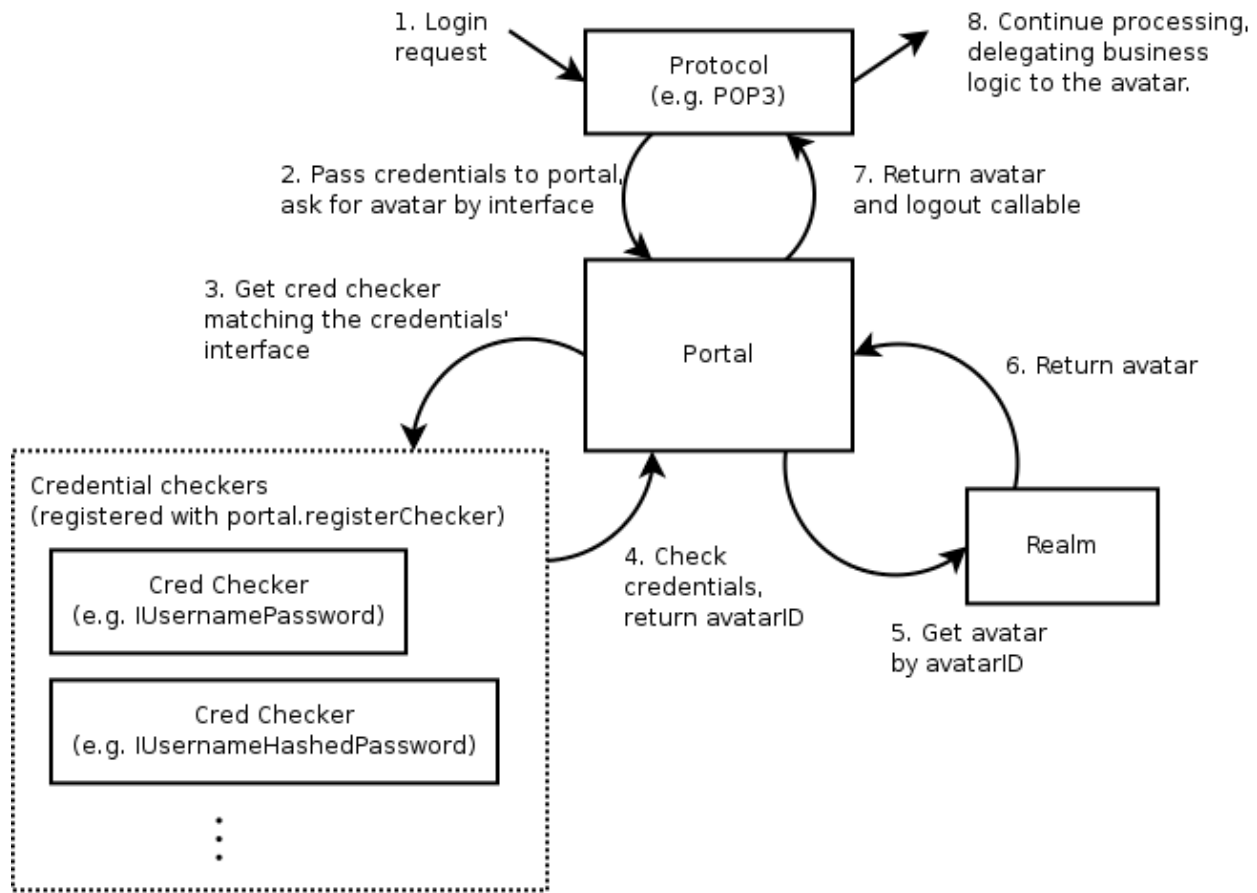 1. Login
request
Protocol
(e.g. POP3)
8. Continue processing,
delegating business
logic to the avatar.
2. Pass credentials to portal,
ask for avatar by interface
7. Return avatar
and logout callable
3. Get cred checker
matching the credentials'
interface
Portal
6. Return avatar
Credential checkers
(registered with portal.registerChecker)
Cred Checker
(e.g. IUsernamePassword)
4. Check
credentials,
return avatarID
Realm
5. Get avatar
by avatarID
Cred Checker
(e.g. IUsernameHashedPassword)